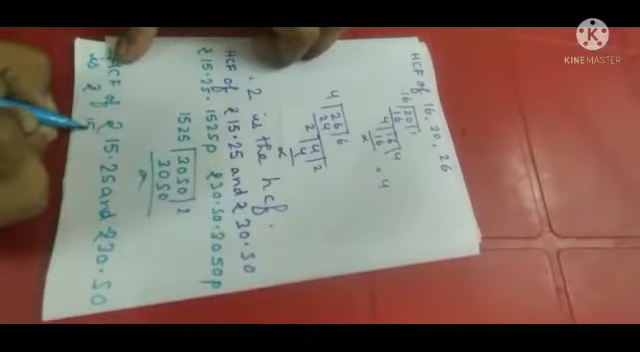 HCF of 16, 20, 26
16 | 20 | 1
16
4 | 16 | 4
16
x
= 4
4 | 26 | 6
24
2 | 4 | 2
4
x
∴ 2 is the hcf.
HCF of ₹15.25 and ₹30.50
₹15.25 . 1525p ₹30.50 . 3050p
1525 | 3050 | 2
3050
x
HCF of ₹15.25 and ₹30.50
is ₹ 15
K
KINEMASTER